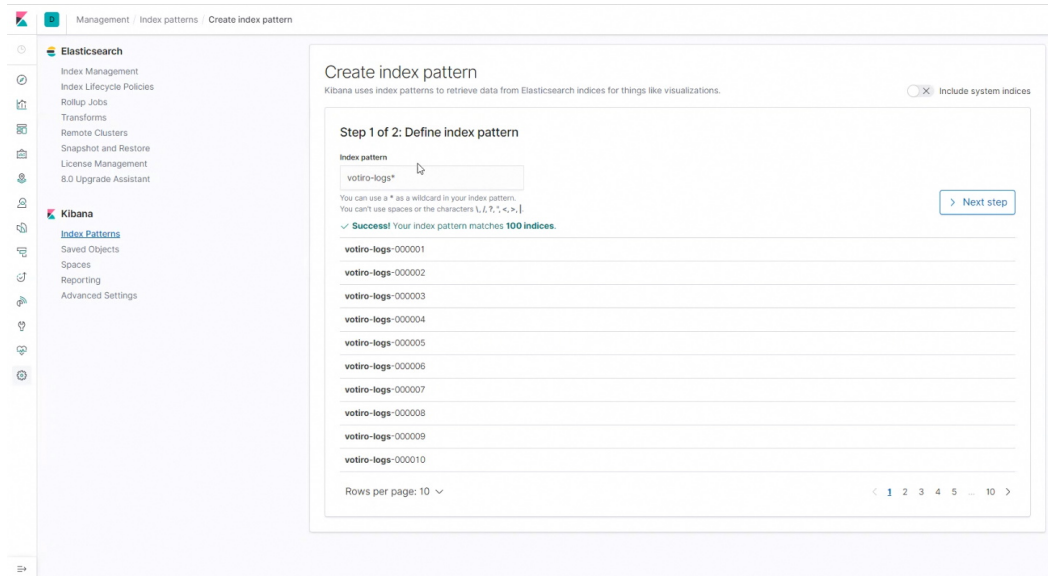 D Management / Index patterns / Create index pattern
Elasticsearch
Index Management
Index Lifecycle Policies
Rollup Jobs
Transforms
Remote Clusters
Snapshot and Restore
License Management
8.0 Upgrade Assistant
Kibana
Index Patterns
Saved Objects
Spaces
Reporting
Advanced Settings
Create index pattern
Kibana uses index patterns to retrieve data from Elasticsearch indices for things like visualizations.
Include system indices
Step 1 of 2: Define index pattern
Index pattern
votiro-logs*
You can use a * as a wildcard in your index pattern.
You can't use spaces or the characters \, /, ?, ", <, >, |.
Next step
Success! Your index pattern matches 100 indices.
votiro-logs-000001
votiro-logs-000002
votiro-logs-000003
votiro-logs-000004
votiro-logs-000005
votiro-logs-000006
votiro-logs-000007
votiro-logs-000008
votiro-logs-000009
votiro-logs-000010
Rows per page: 10
< 1 2 3 4 5 ... 10 >